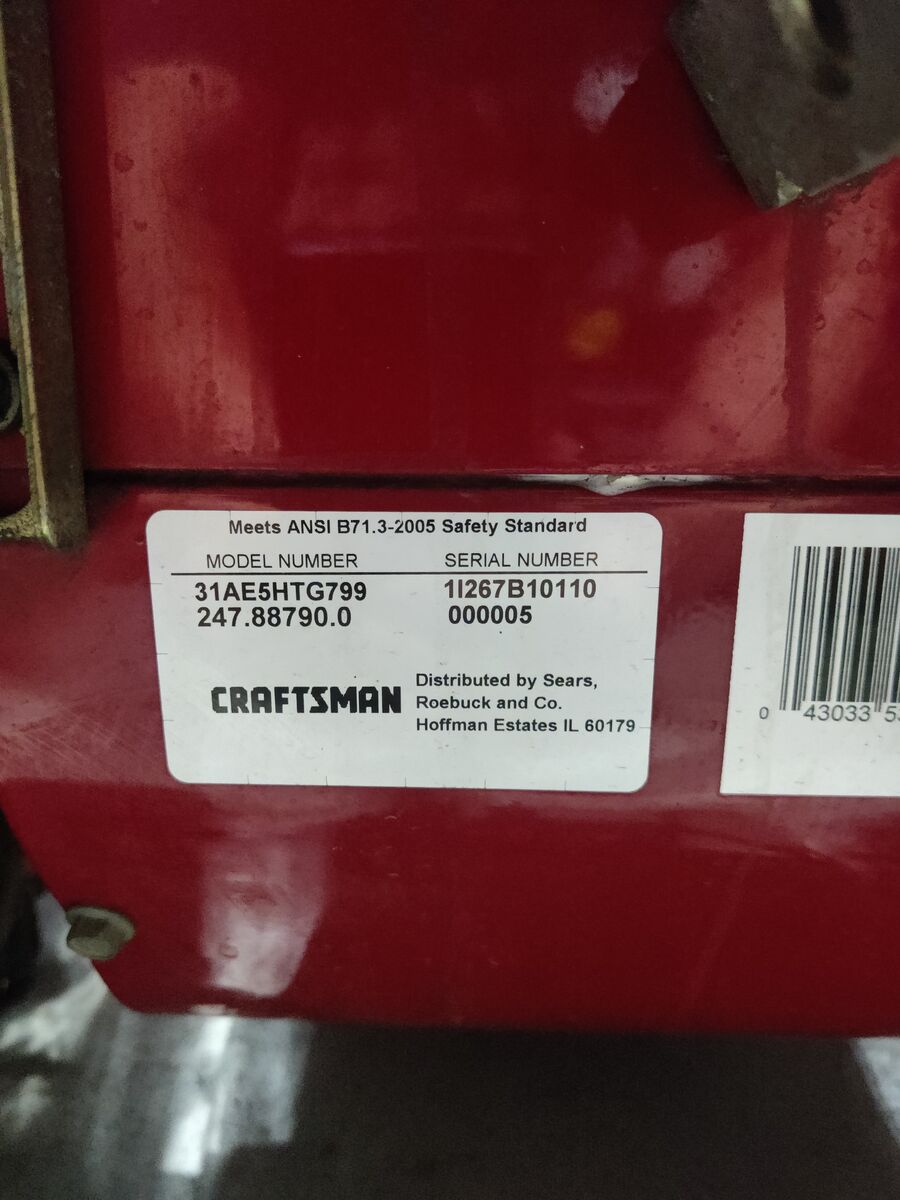 Meets ANSI B71.3-2005 Safety Standard
MODEL NUMBER SERIAL NUMBER
31AE5HTG799 1I267B10110
247.88790.0 000005
CRAFTSMAN
Distributed by Sears,
Roebuck and Co.
Hoffman Estates IL 60179
0 43033